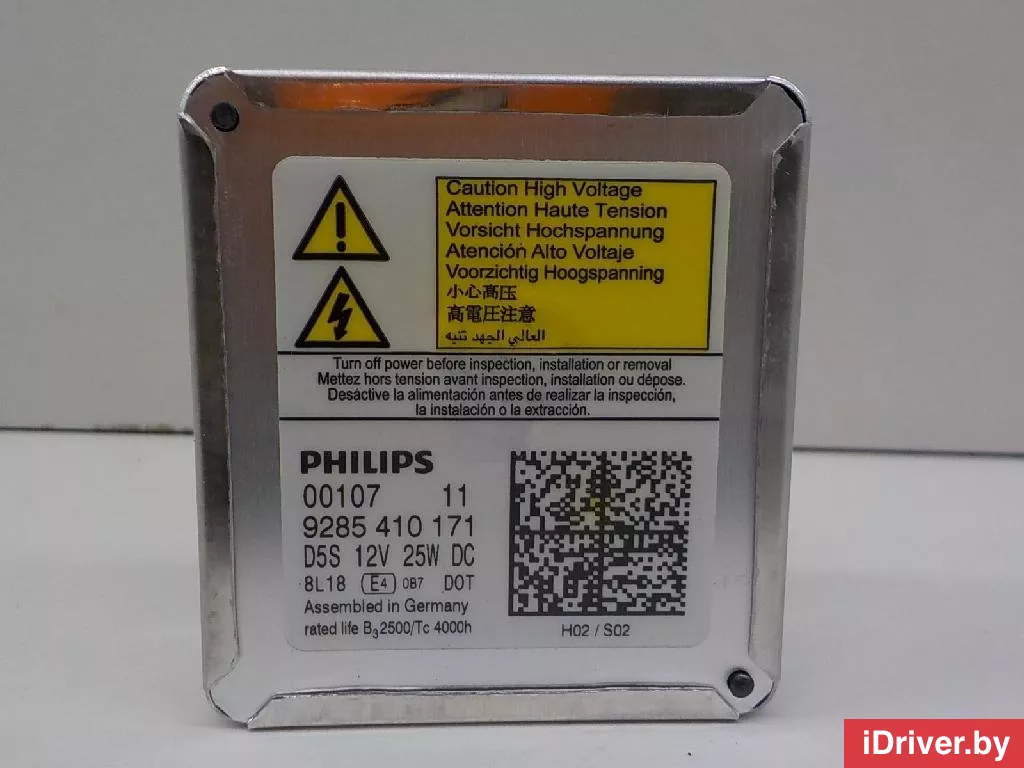 Caution High Voltage
Attention Haute Tension
Vorsicht Hochspannung
Atención Alto Voltaje
Voorzichtig Hoogspanning
小心高压
高電圧注意
العالي الجهد تنبه
Turn off power before inspection, installation or removal
Mettez hors tension avant inspection, installation ou dépose.
Desáctive la alimentación antes de realizar la inspección,
la instalación o la extracción.
PHILIPS
00107 11
9285 410 171
D5S 12V 25W DC
8L18 E4 0B7 DOT
Assembled in Germany
rated life B3 2500/Tc 4000h
H02 / S02
iDriver.by